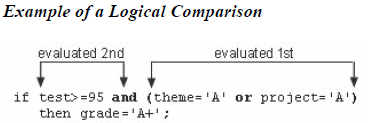 Example of a Logical Comparison
evaluated 2nd evaluated 1st
if test>=95 and (theme='A' or project='A')
then grade='A+';